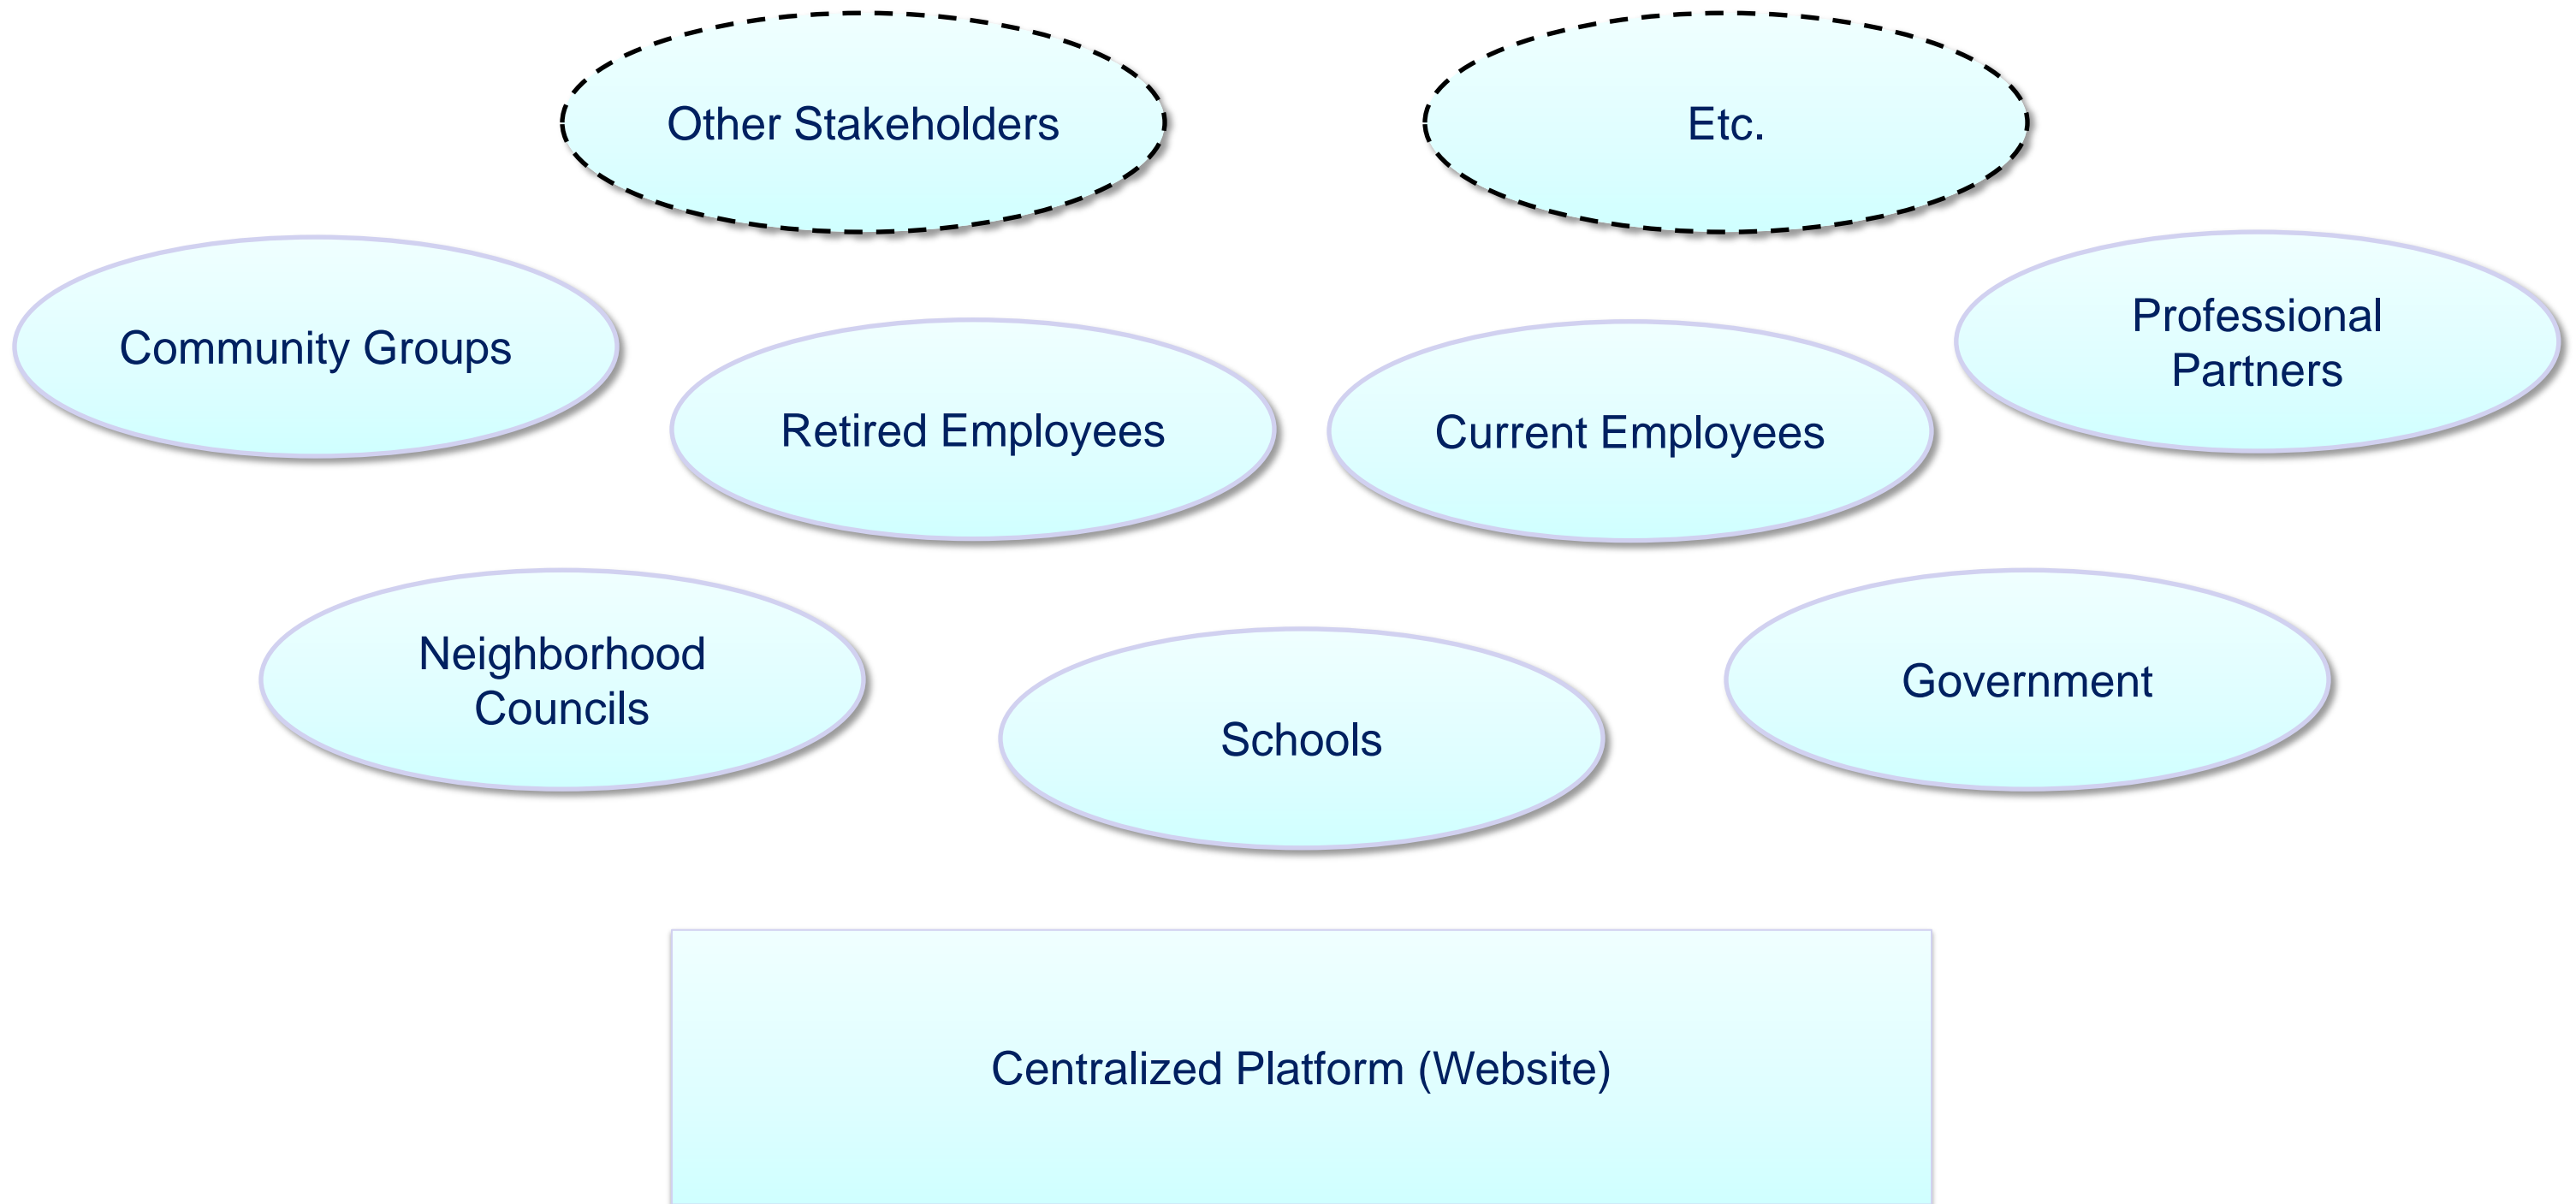 Other Stakeholders
Etc.
Community Groups
Professional
Partners
Retired Employees
Current Employees
Neighborhood
Councils
Government
Schools
Centralized Platform (Website)